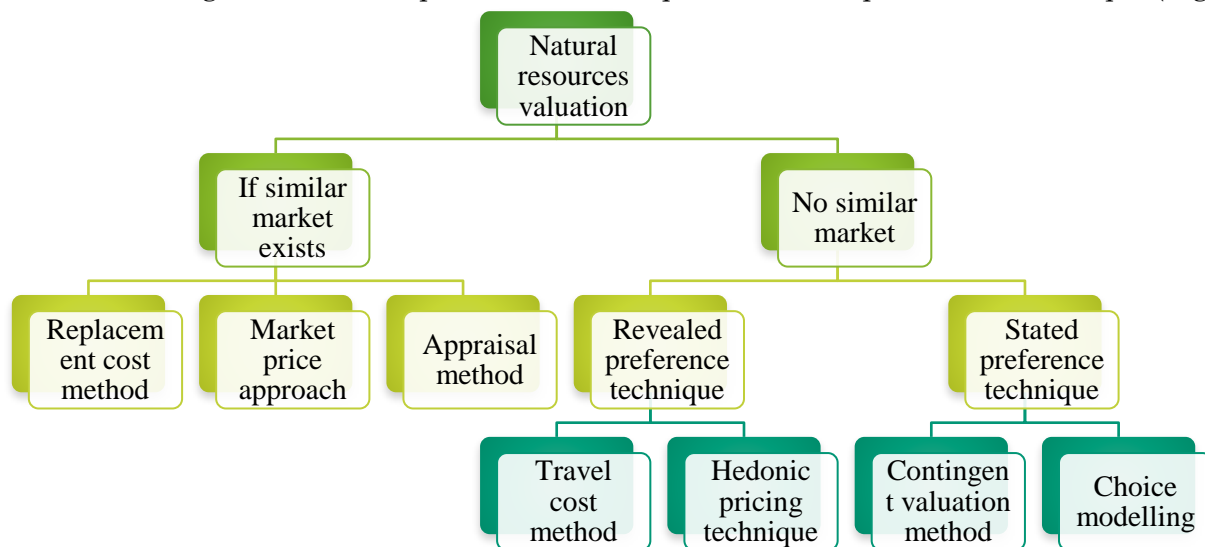 Natural
resources
valuation
If similar
market
exists
No similar
market
Replacem
ent cost
method
Market
price
approach
Appraisal
method
Revealed
preference
technique
Stated
preference
technique
Travel
cost
method
Hedonic
pricing
technique
Contingen
t valuation
method
Choice
modelling